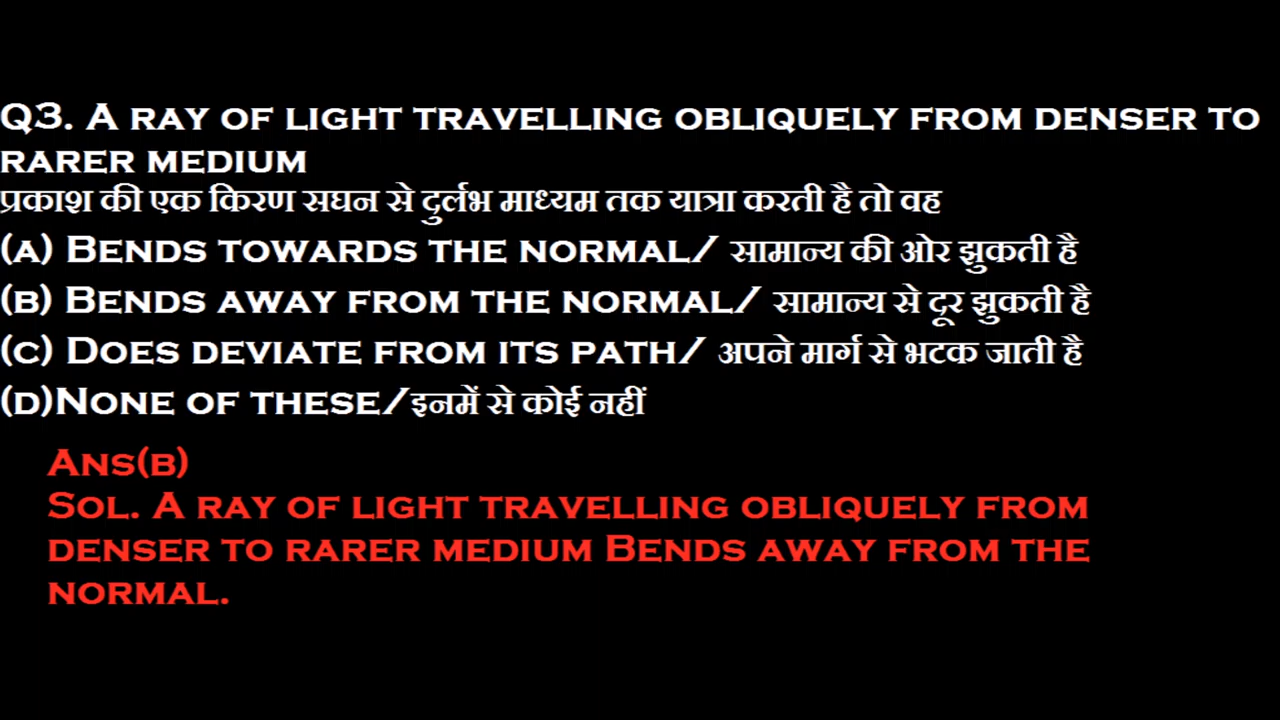 Q3. A RAY OF LIGHT TRAVELLING OBLIQUELY FROM DENSER TO
RARER MEDIUM
प्रकाश की एक किरण सघन से दुर्लभ माध्यम तक यात्रा करती है तो वह
(A) BENDS TOWARDS THE NORMAL/ सामान्य की ओर झुकती है
(B) BENDS AWAY FROM THE NORMAL/ सामान्य से दूर झुकती है
(C) DOES DEVIATE FROM ITS PATH/ अपने मार्ग से भटक जाती है
(D)NONE OF THESE/इनमें से कोई नहीं
ANS(B)
SOL. A RAY OF LIGHT TRAVELLING OBLIQUELY FROM
DENSER TO RARER MEDIUM BENDS AWAY FROM THE
NORMAL.